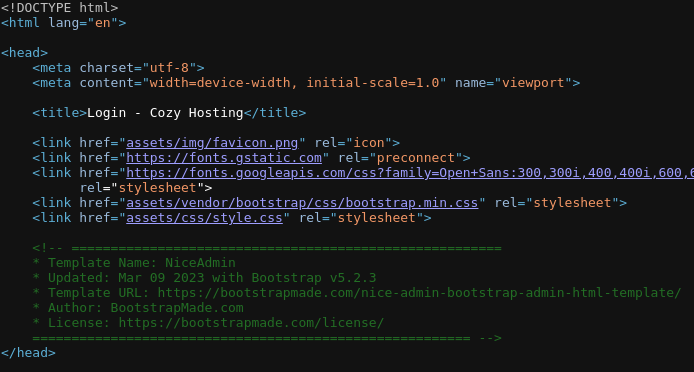 <!DOCTYPE html>
<html lang="en">
<head>
<meta charset="utf-8">
<meta content="width=device-width, initial-scale=1.0" name="viewport">
<title>Login - Cozy Hosting</title>
<link href="assets/img/favicon.png" rel="icon">
<link href="https://fonts.gstatic.com" rel="preconnect">
<link href="https://fonts.googleapis.com/css?family=Open+Sans:300,300i,400,400i,600,6
rel="stylesheet">
<link href="assets/vendor/bootstrap/css/bootstrap.min.css" rel="stylesheet">
<link href="assets/css/style.css" rel="stylesheet">
<!-- =======================================================
* Template Name: NiceAdmin
* Updated: Mar 09 2023 with Bootstrap v5.2.3
* Template URL: https://bootstrapmade.com/nice-admin-bootstrap-admin-html-template/
* Author: BootstrapMade.com
* License: https://bootstrapmade.com/license/
======================================================== -->
</head>